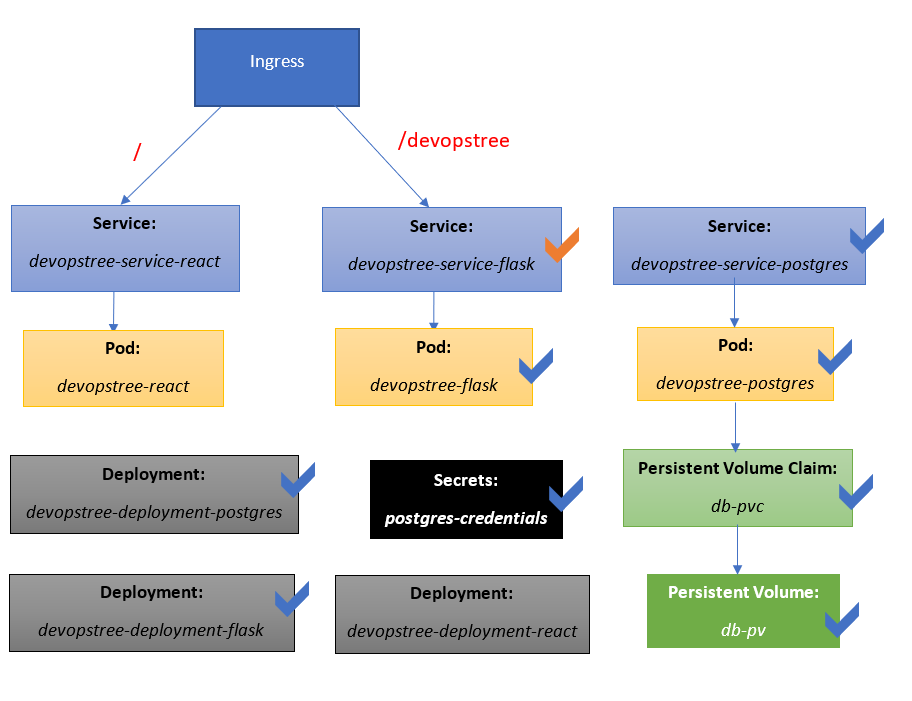 Ingress
/
/devopstree
Service:
devopstree-service-react
Service:
devopstree-service-flask
Service:
devopstree-service-postgres
Pod:
devopstree-react
Pod:
devopstree-flask
Pod:
devopstree-postgres
Deployment:
devopstree-deployment-postgres
Secrets:
postgres-credentials
Persistent Volume Claim:
db-pvc
Deployment:
devopstree-deployment-flask
Deployment:
devopstree-deployment-react
Persistent Volume:
db-pv